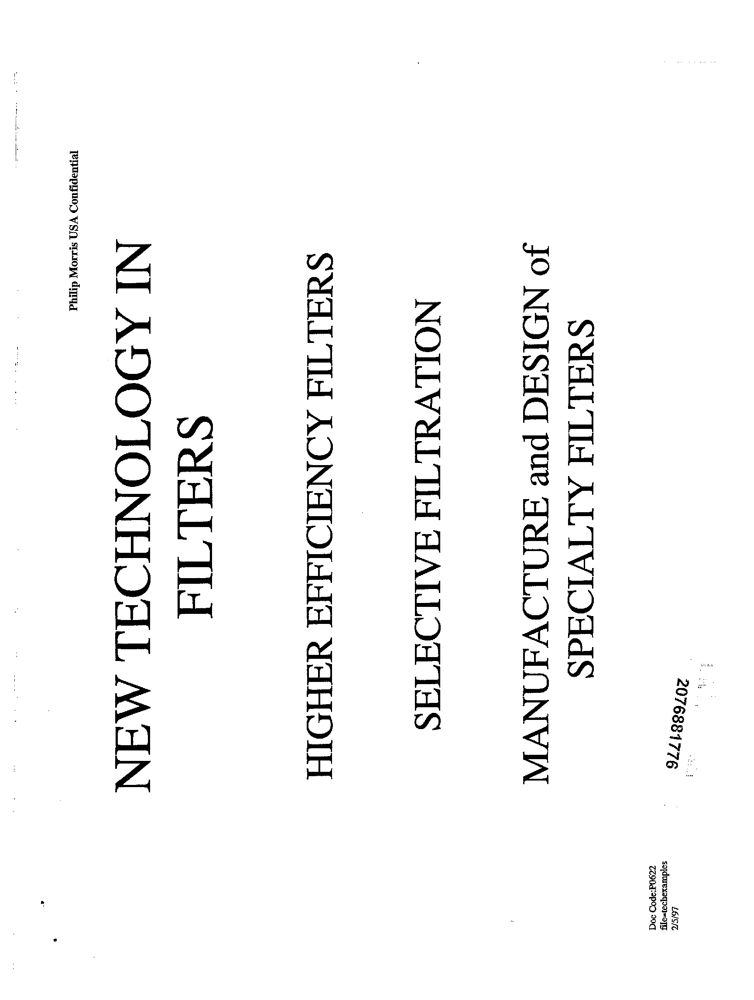 Philip Morris USA Confidential
NEW TECHNOLOGY IN
FILTERS
HIGHER EFFICIENCY FILTERS
SELECTIVE FILTRATION
MANUFACTURE and DESIGN of
SPECIALTY FILTERS
2076881776
Doc Code:P0622
file=techexamples
2/5/97